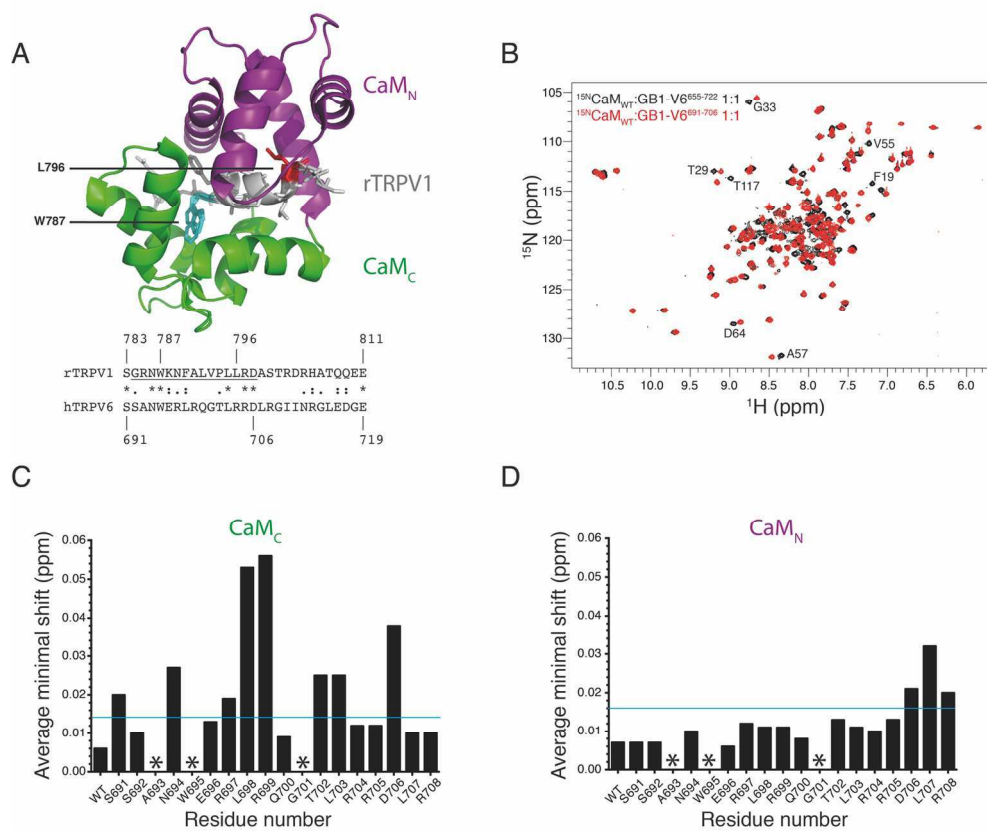 A
CaMN
L796
rTRPV1
W787
CaMC
783 787 796 811
rTRPV1 SGRNWKNFALVPLLRDASTRDRHATQQEE
*. **:.: .* ** :. :: *
hTRPV6 SSANWERLRQGTLRRDLRGIINRGLEDGE
691 706 719
B
15NCaMWT:GB1-V6655-722 1:1
15NCaMWT:GB1-V6691-706 1:1
G33
V55
T29
T117
F19
D64
A57
105
110
115
120
125
130
15N (ppm)
10.5 10.0 9.5 9.0 8.5 8.0 7.5 7.0 6.5 6.0
1H (ppm)
C
CaMC
Average minimal shift (ppm)
0.06
0.05
0.04
0.03
0.02
0.01
0.00
* * *
WT S691 S692 A693 N694 W695 E696 R697 L698 R699 Q700 G701 T702 L703 R704 R705 D706 L707 R708
Residue number
D
CaMN
Average minimal shift (ppm)
0.06
0.05
0.04
0.03
0.02
0.01
0.00
* * *
WT S691 S692 A693 N694 W695 E696 R697 L698 R699 Q700 G701 T702 L703 R704 R705 D706 L707 R708
Residue number